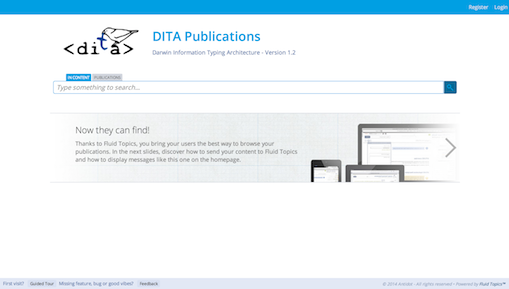 Register Login
<dita>
DITA Publications
Darwin Information Typing Architecture - Version 1.2
IN CONTENT PUBLICATIONS
Type something to search...
Now they can find!
Thanks to Fluid Topics, you bring your users the best way to browse your
publications. In the next slides, discover how to send your content to Fluid Topics
and how to display messages like this one on the homepage.
First visit? Guided Tour Missing feature, bug or good vibes? Feedback
© 2014 Antidot - All rights reserved - Powered by Fluid Topics™